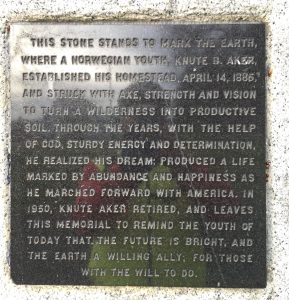 THIS STONE STANDS TO MARK THE EARTH,
WHERE A NORWEGIAN YOUTH, KNUTE B. AKER,
ESTABLISHED HIS HOMESTEAD, APRIL 14, 1886,
AND STRUCK WITH AXE, STRENGTH AND VISION
TO TURN A WILDERNESS INTO PRODUCTIVE
SOIL. THROUGH THE YEARS, WITH THE HELP
OF GOD, STURDY ENERGY AND DETERMINATION,
HE REALIZED HIS DREAM: PRODUCED A LIFE
MARKED BY ABUNDANCE AND HAPPINESS AS
HE MARCHED FORWARD WITH AMERICA. IN
1950, KNUTE AKER RETIRED, AND LEAVES
THIS MEMORIAL TO REMIND THE YOUTH OF
TODAY THAT THE FUTURE IS BRIGHT, AND
THE EARTH A WILLING ALLY; FOR THOSE
WITH THE WILL TO DO.